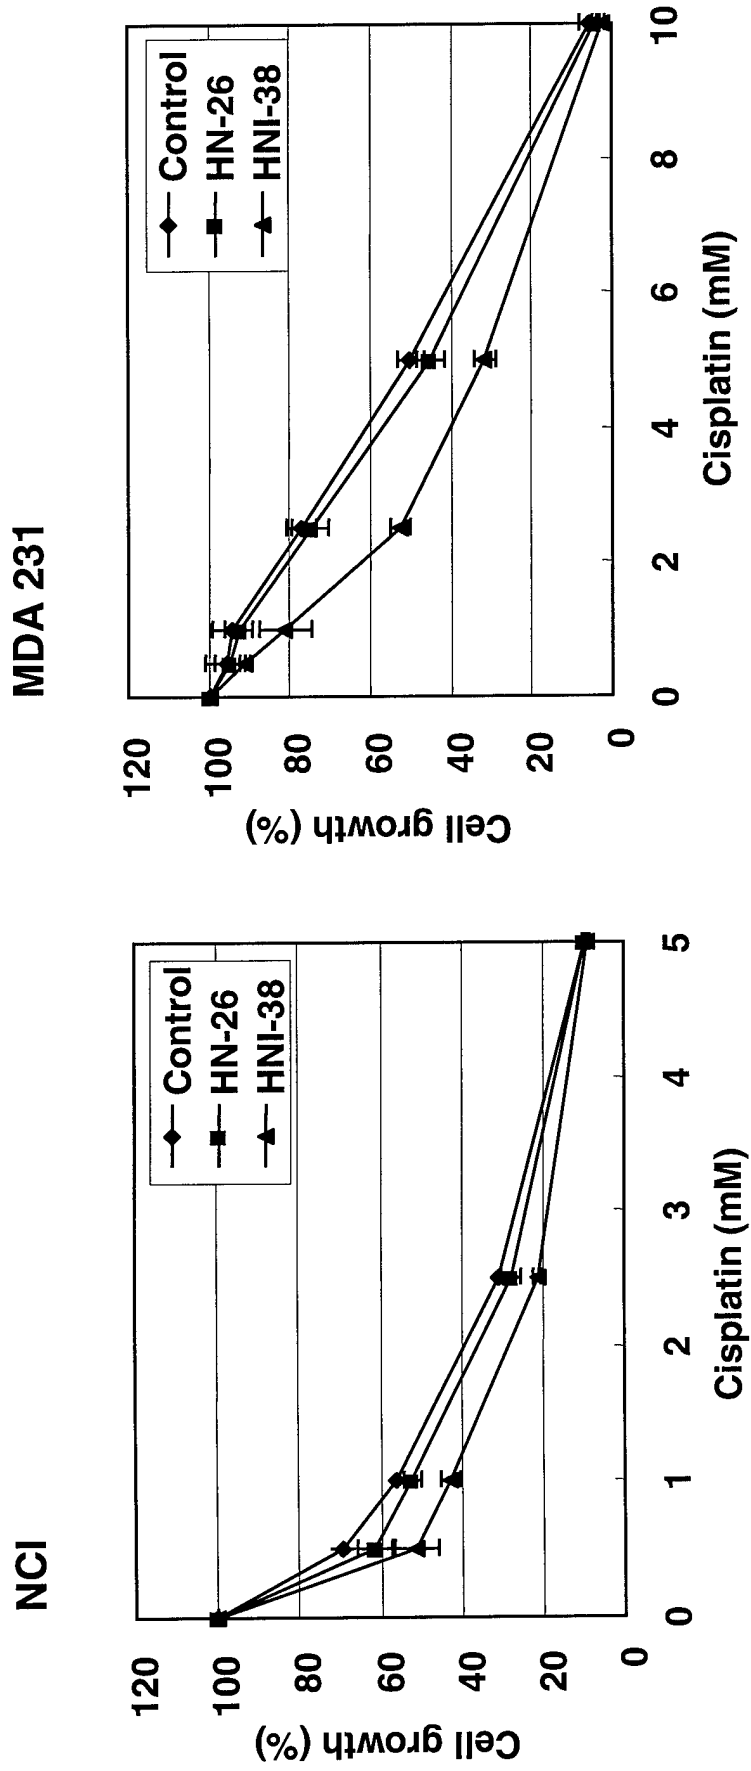 NCI
120
100
80
60
40
20
0
Cell growth (%)
0
1
2
3
4
5
Cisplatin (mM)
Control
HN-26
HNI-38
MDA 231
120
100
80
60
40
20
0
Cell growth (%)
0
2
4
6
8
10
Cisplatin (mM)
Control
HN-26
HNI-38